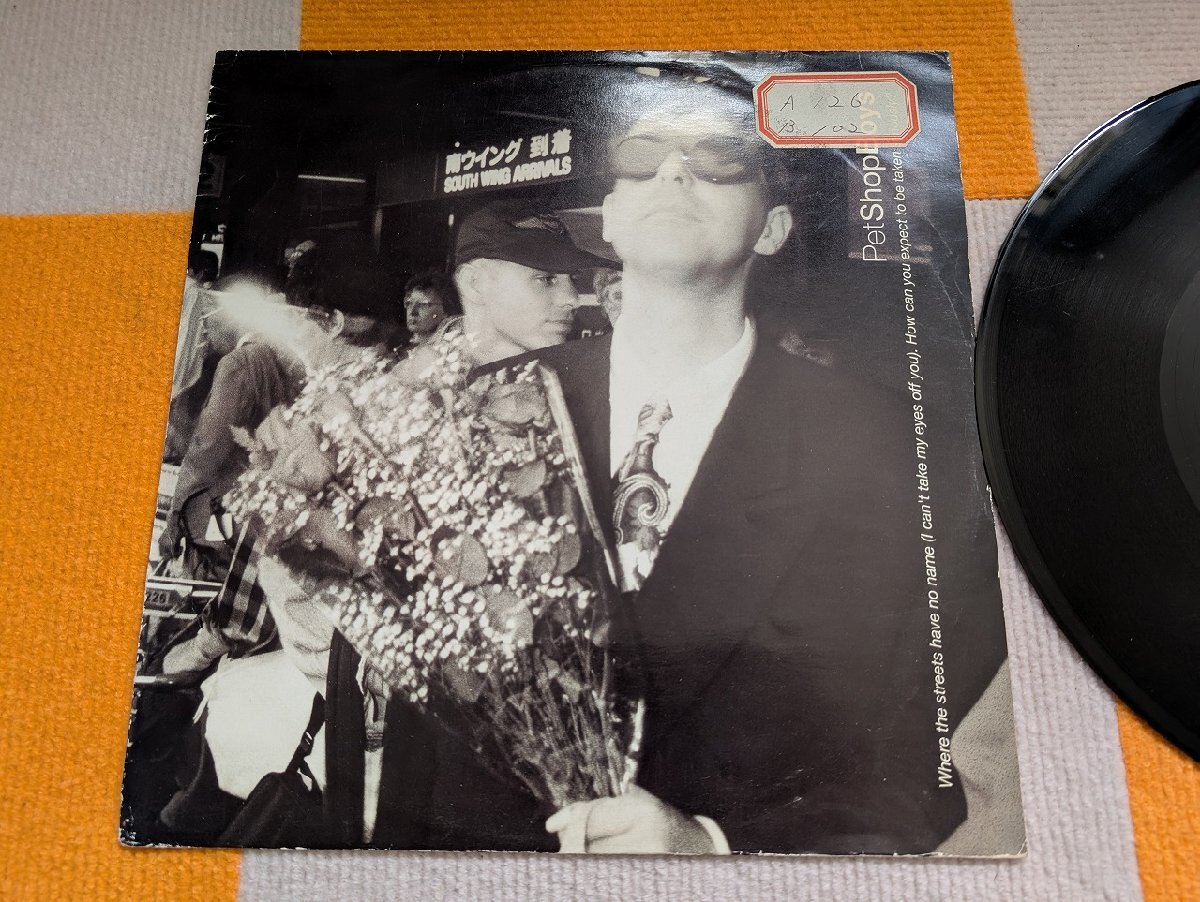 南ウイング 到着
SOUTH WING ARRIVALS
A 126
B 102
PetShopBoys
Where the streets have no name (I can't take my eyes off you). How can you expect to be taken